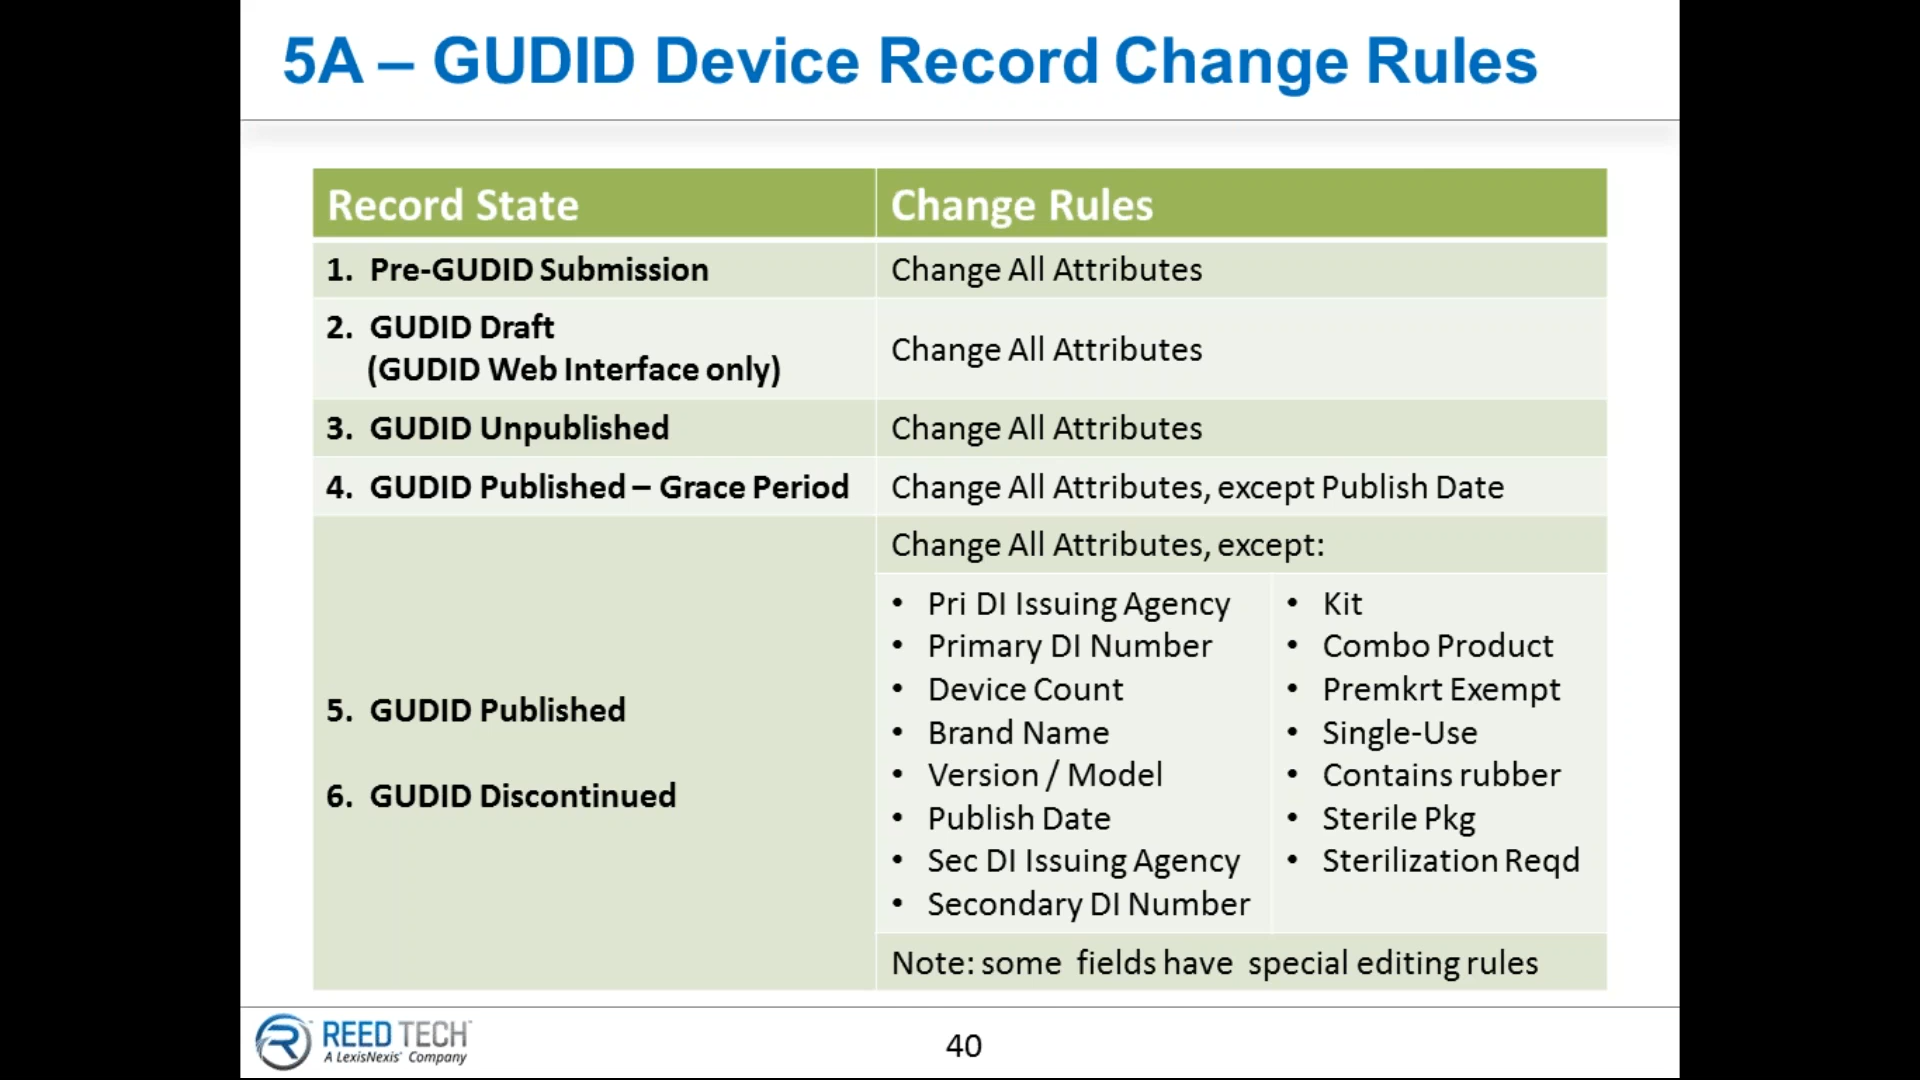 5A – GUDID Device Record Change Rules
Record State
Change Rules
1. Pre-GUDID Submission
Change All Attributes
2. GUDID Draft
(GUDID Web Interface only)
Change All Attributes
3. GUDID Unpublished
Change All Attributes
4. GUDID Published – Grace Period
Change All Attributes, except Publish Date
5. GUDID Published
6. GUDID Discontinued
Change All Attributes, except:
• Pri DI Issuing Agency
• Primary DI Number
• Device Count
• Brand Name
• Version / Model
• Publish Date
• Sec DI Issuing Agency
• Secondary DI Number
• Kit
• Combo Product
• Premkrt Exempt
• Single-Use
• Contains rubber
• Sterile Pkg
• Sterilization Reqd
Note: some fields have special editing rules
REED TECH™
A LexisNexis® Company
40